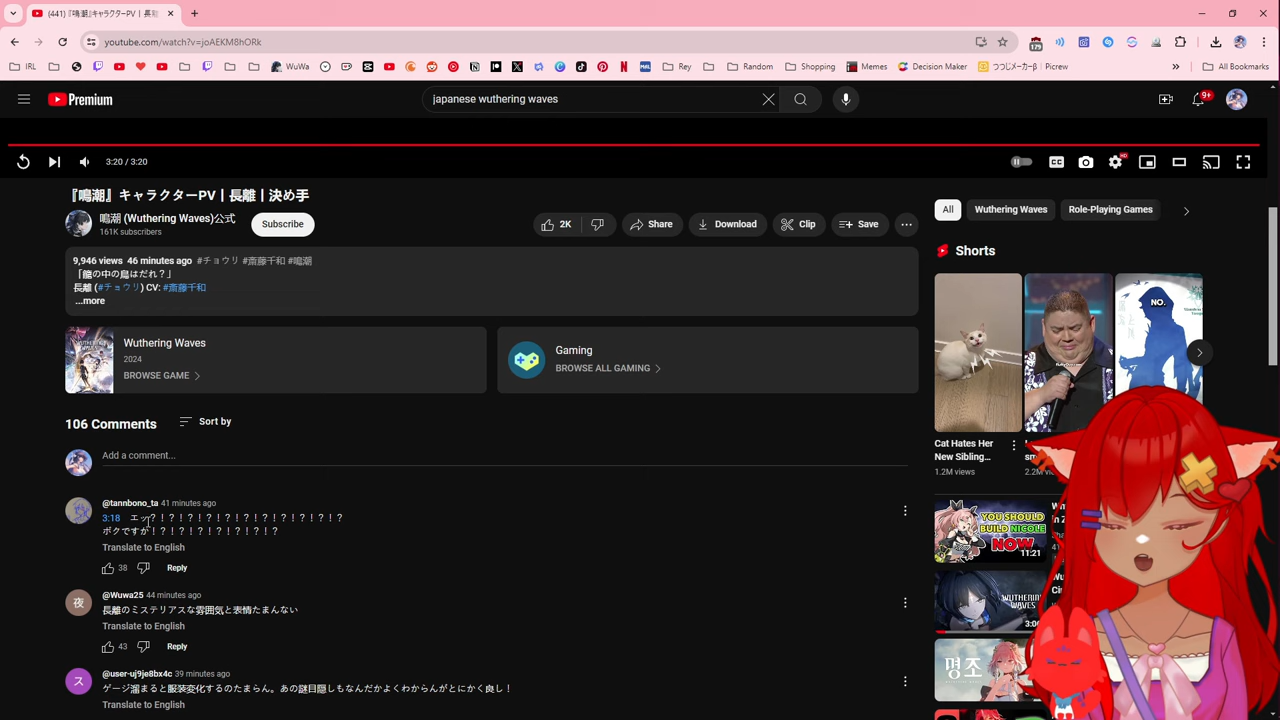 (441)『鳴潮』キャラクターPV | 長離
youtube.com/watch?v=joAEKM8hORk
179
IRL
WuWa
Rey
Random
Shopping
Memes
Decision Maker
つつじメーカーβ｜Picrew
»
All Bookmarks
Premium
japanese wuthering waves
9+
3:20 / 3:20
CC
HD
『鳴潮』キャラクターPV | 長離 | 決め手
鳴潮 (Wuthering Waves)公式
161K subscribers
Subscribe
2K
Share
Download
Clip
Save
9,946 views 46 minutes ago #チョウリ #斎藤千和 #鳴潮
「籠の中の鳥はだれ？」
長離 (#チョウリ) CV: #斎藤千和
...more
Wuthering Waves
2024
BROWSE GAME
Gaming
BROWSE ALL GAMING
106 Comments
Sort by
Add a comment...
@tannbono_ta 41 minutes ago
3:18 エッ？！？！？！？！？！？！？！？！？！？！？
ボクですが！？！？！？！？！？！？！？
Translate to English
38
Reply
夜
@Wuwa25 44 minutes ago
長離のミステリアスな雰囲気と表情たまんない
Translate to English
43
Reply
ス
@user-uj9je8bx4c 39 minutes ago
ゲージ溜まると服装変化するのたまらん。あの謎目隠しもなんだかよくわからんがとにかく良し！
Translate to English
All
Wuthering Waves
Role-Playing Games
Shorts
NO.
Cat Hates Her
New Sibling...
1.2M views
YOU SHOULD
BUILD NICOLE
NOW
11:21
WUTHERING
WAVES
명조